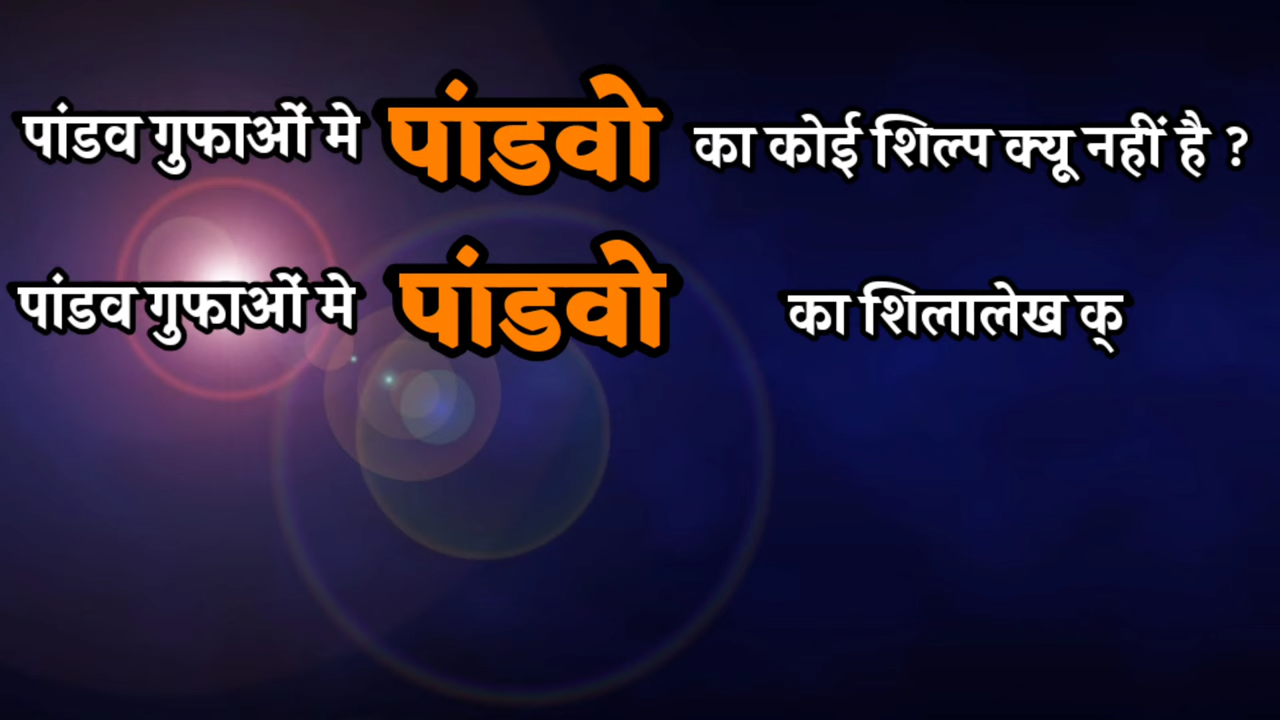 पांडव गुफाओं मे पांडवो का कोई शिल्प क्यू नहीं है ?
पांडव गुफाओं मे पांडवो का शिलालेख क्